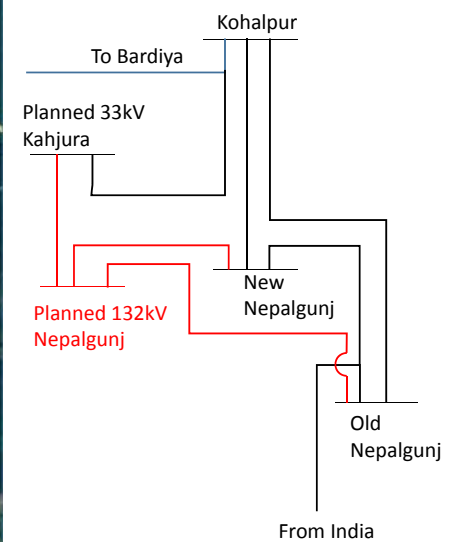 Kohalpur
To Bardiya
Planned 33kV
Kahjura
New
Nepalgunj
Planned 132kV
Nepalgunj
Old
Nepalgunj
From India